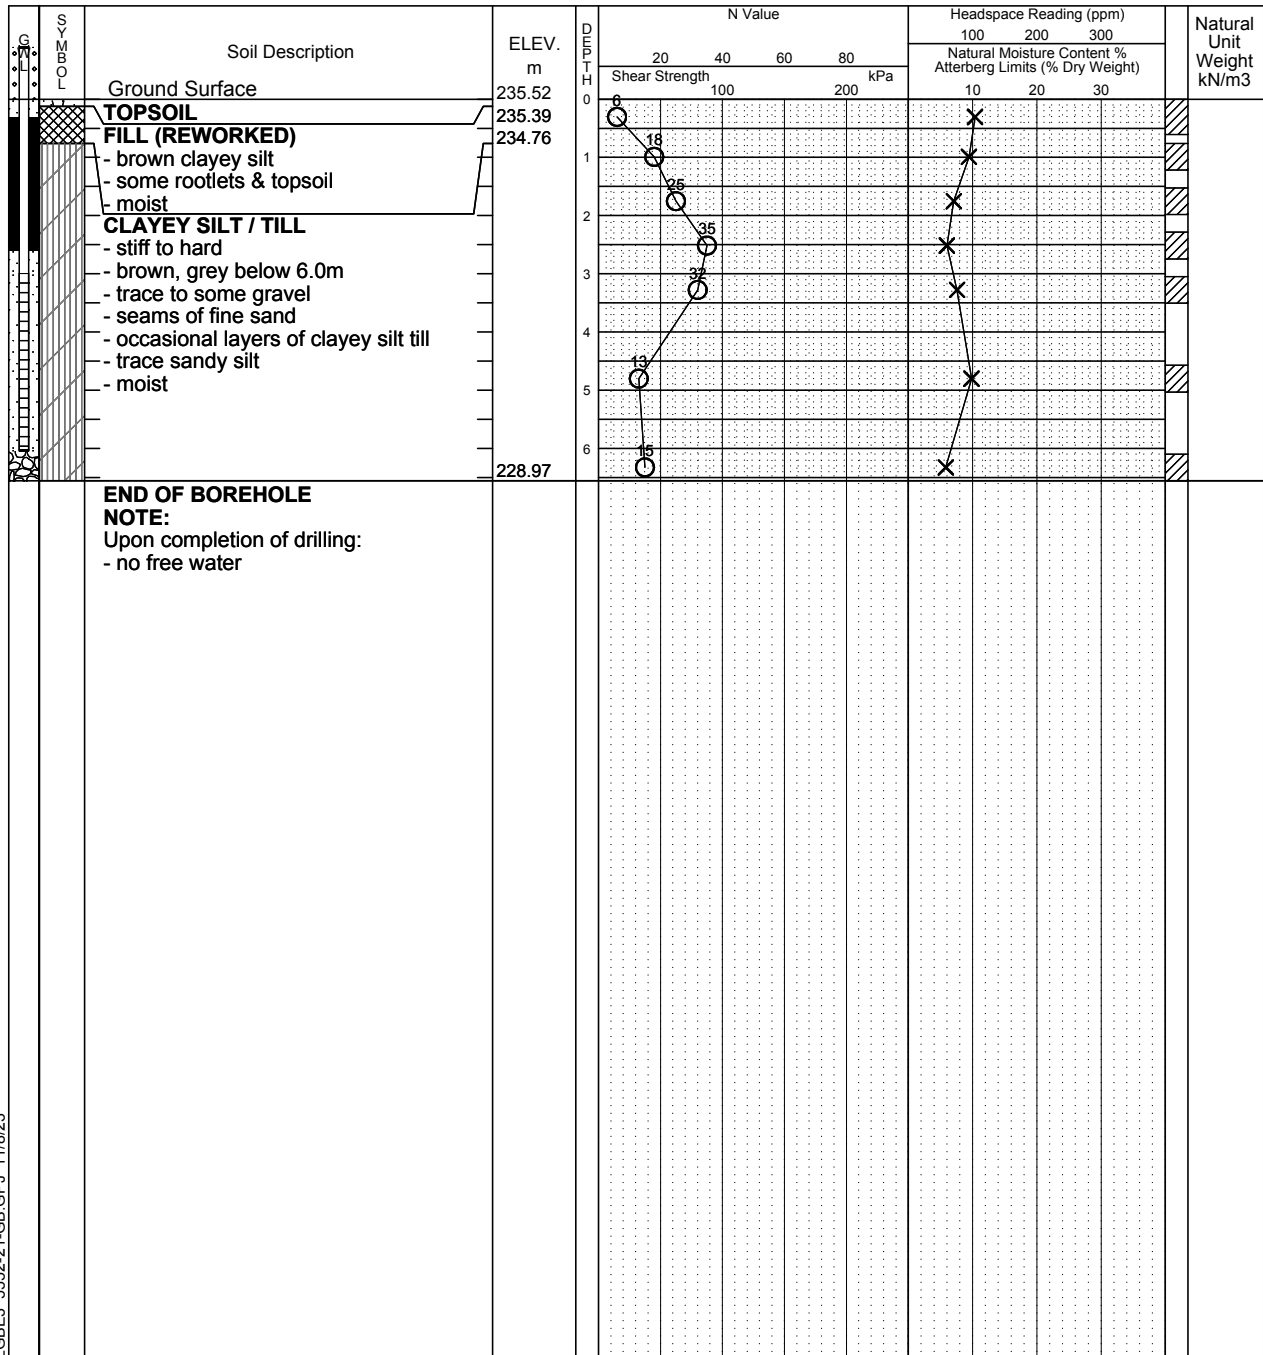 GWL
SYMBOL
Soil Description
ELEV.
m
DEPTH
N Value
20 40 60 80
Shear Strength kPa
100 200
Headspace Reading (ppm)
100 200 300
Natural Moisture Content %
Atterberg Limits (% Dry Weight)
10 20 30
Natural
Unit
Weight
kN/m3
Ground Surface 235.52 0
TOPSOIL 235.39 6
FILL (REWORKED) 234.76 18
- brown clayey silt 1
- some rootlets & topsoil 25
- moist 2
CLAYEY SILT / TILL 35
- stiff to hard
- brown, grey below 6.0m 3 32
- trace to some gravel
- seams of fine sand
- occasional layers of clayey silt till 4
- trace sandy silt 13
- moist 5
6 15
228.97
END OF BOREHOLE
NOTE:
Upon completion of drilling:
- no free water